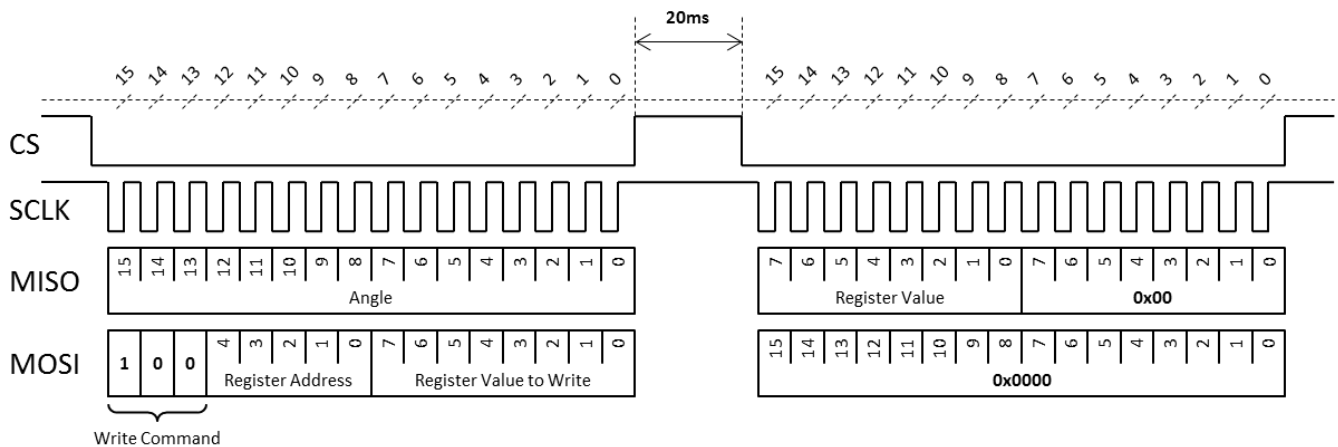 20ms
15 14 13 12 11 10 9 8 7 6 5 4 3 2 1 0 15 14 13 12 11 10 9 8 7 6 5 4 3 2 1 0
CS
SCLK
MISO 15 14 13 12 11 10 9 8 7 6 5 4 3 2 1 0 7 6 5 4 3 2 1 0 7 6 5 4 3 2 1 0
Angle Register Value 0x00
MOSI 1 0 0 4 3 2 1 0 7 6 5 4 3 2 1 0 15 14 13 12 11 10 9 8 7 6 5 4 3 2 1 0
Register Address Register Value to Write 0x0000
Write Command